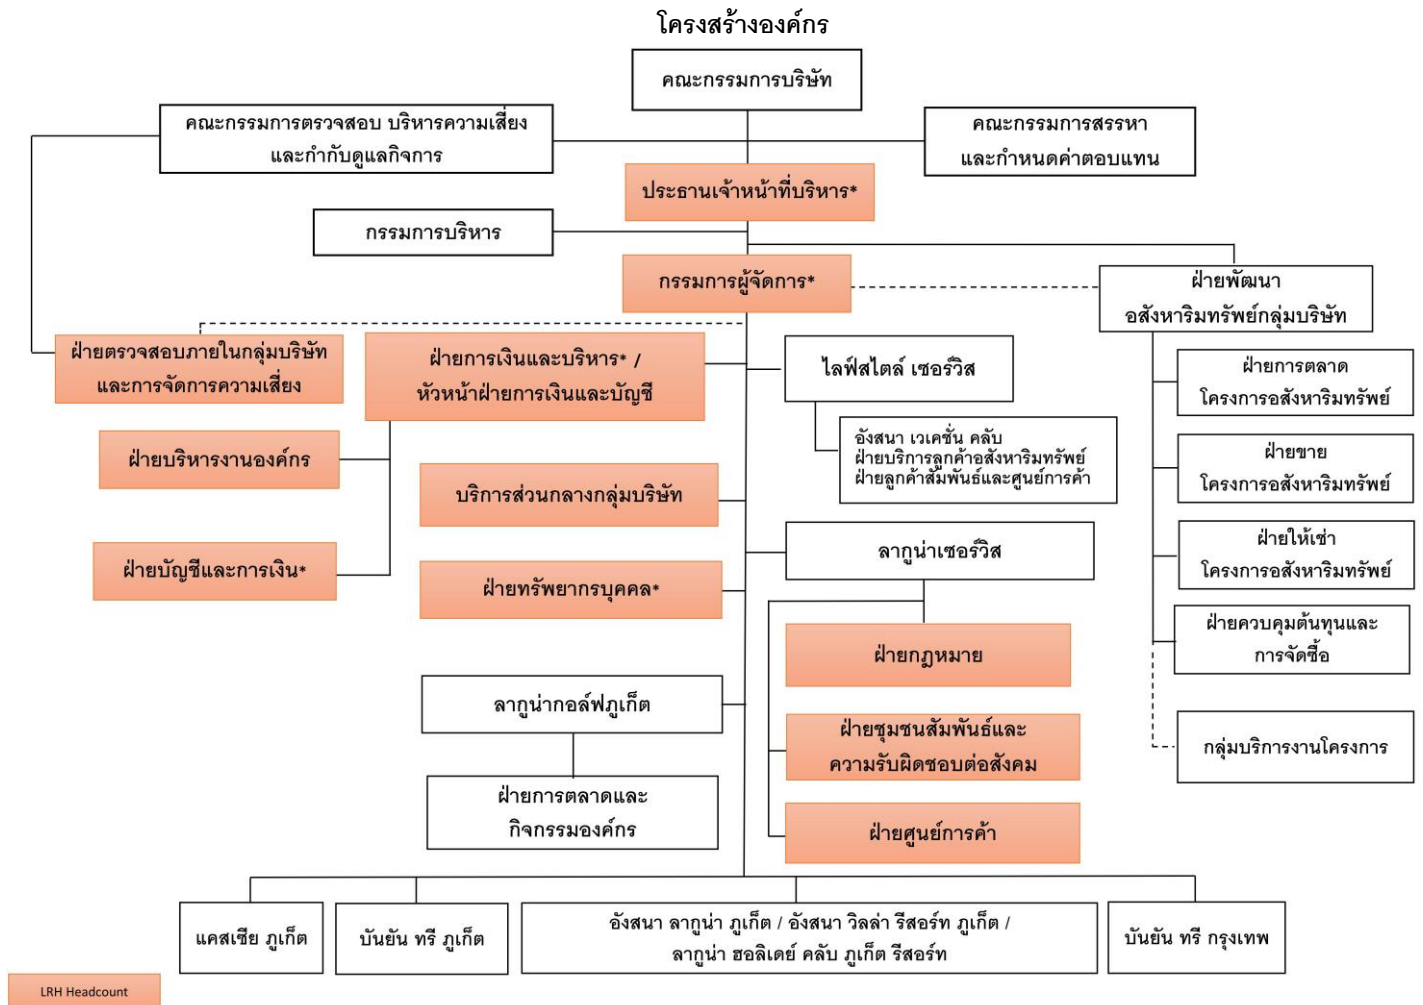 โครงสร้างองค์กร
คณะกรรมการบริษัท
คณะกรรมการตรวจสอบ บริหารความเสี่ยง
และกำกับดูแลกิจการ
คณะกรรมการสรรหา
และกำหนดค่าตอบแทน
ประธานเจ้าหน้าที่บริหาร*
กรรมการบริหาร
กรรมการผู้จัดการ*
ฝ่ายพัฒนา
อสังหาริมทรัพย์กลุ่มบริษัท
ฝ่ายตรวจสอบภายในกลุ่มบริษัท
และการจัดการความเสี่ยง
ฝ่ายการเงินและบริหาร* /
หัวหน้าฝ่ายการเงินและบัญชี
ไลฟ์สไตล์ เซอร์วิส
ฝ่ายการตลาด
โครงการอสังหาริมทรัพย์
อังสนา เวเคชั่น คลับ
ฝ่ายบริการลูกค้าอสังหาริมทรัพย์
ฝ่ายลูกค้าสัมพันธ์และศูนย์การค้า
ฝ่ายบริหารงานองค์กร
ฝ่ายขาย
โครงการอสังหาริมทรัพย์
บริการส่วนกลางกลุ่มบริษัท
ลากูน่าเซอร์วิส
ฝ่ายให้เช่า
โครงการอสังหาริมทรัพย์
ฝ่ายบัญชีและการเงิน*
ฝ่ายทรัพยากรบุคคล*
ฝ่ายควบคุมต้นทุนและ
การจัดซื้อ
ฝ่ายกฎหมาย
ลากูน่ากอล์ฟภูเก็ต
ฝ่ายชุมชนสัมพันธ์และ
ความรับผิดชอบต่อสังคม
กลุ่มบริการงานโครงการ
ฝ่ายการตลาดและ
กิจกรรมองค์กร
ฝ่ายศูนย์การค้า
แคสเซีย ภูเก็ต
บันยัน ทรี ภูเก็ต
อังสนา ลากูน่า ภูเก็ต / อังสนา วิลล่า รีสอร์ท ภูเก็ต /
ลากูน่า ฮอลิเดย์ คลับ ภูเก็ต รีสอร์ท
บันยัน ทรี กรุงเทพ
LRH Headcount